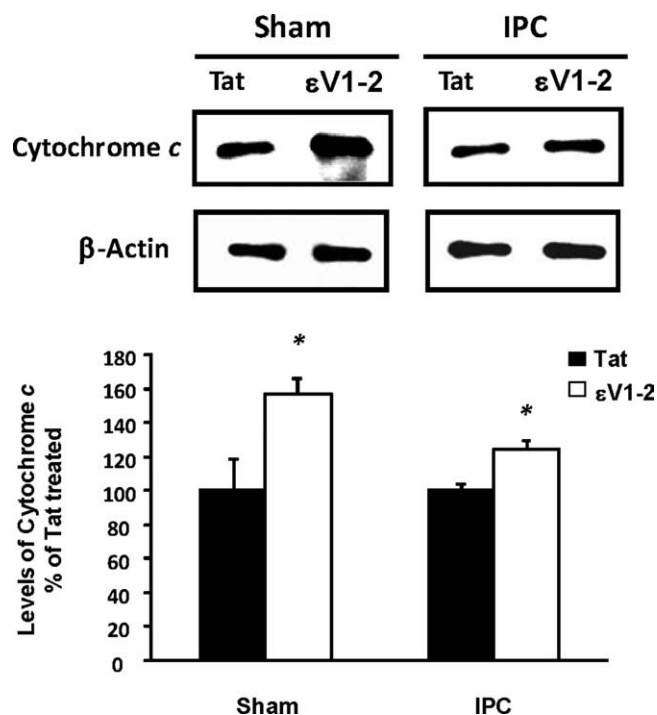 Sham IPC
Tat εV1-2 Tat εV1-2
Cytochrome c
β-Actin
Levels of Cytochrome c
% of Tat treated
180
160
140
120
100
80
60
40
20
0
*
*
Tat
εV1-2
Sham IPC